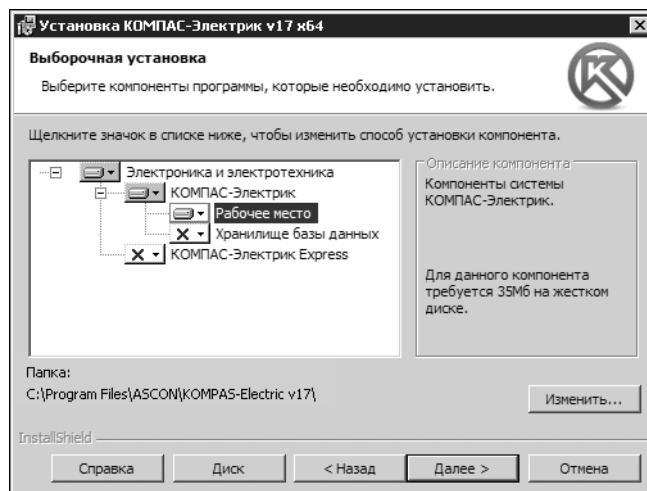 Установка КОМПАС-Электрик v17 x64
Выборочная установка
Выберите компоненты программы, которые необходимо установить.
Щелкните значок в списке ниже, чтобы изменить способ установки компонента.
Электроника и электротехника
КОМПАС-Электрик
Рабочее место
Хранилище базы данных
КОМПАС-Электрик Express
Описание компонента
Компоненты системы
КОМПАС-Электрик.
Для данного компонента
требуется 35Мб на жестком
диске.
Папка:
C:\Program Files\ASCON\KOMPAS-Electric v17\
Изменить...
InstallShield
Справка
Диск
< Назад
Далее >
Отмена